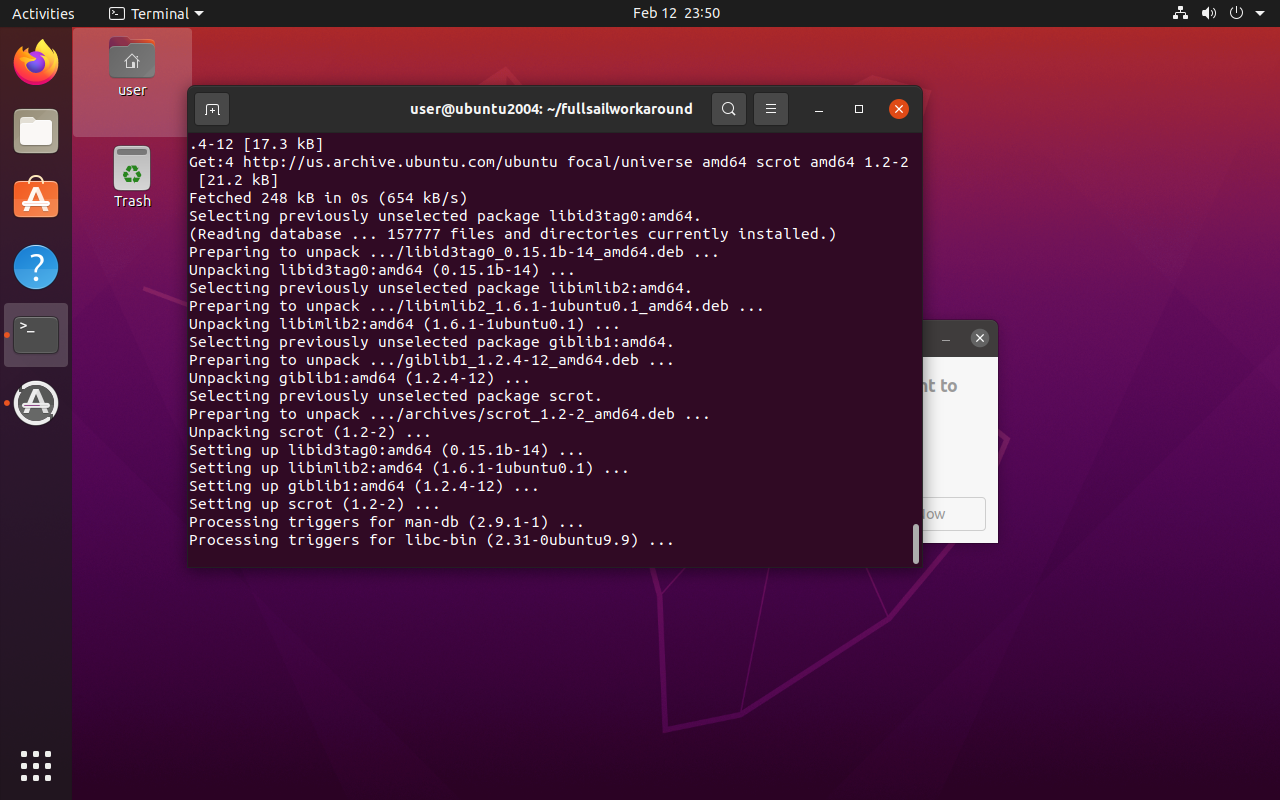 Activities
Terminal
Feb 12 23:50
user
Trash
user@ubuntu2004: ~/fullsailworkaround
.4-12 [17.3 kB]
Get:4 http://us.archive.ubuntu.com/ubuntu focal/universe amd64 scrot amd64 1.2-2
[21.2 kB]
Fetched 248 kB in 0s (654 kB/s)
Selecting previously unselected package libid3tag0:amd64.
(Reading database ... 157777 files and directories currently installed.)
Preparing to unpack .../libid3tag0_0.15.1b-14_amd64.deb ...
Unpacking libid3tag0:amd64 (0.15.1b-14) ...
Selecting previously unselected package libimlib2:amd64.
Preparing to unpack .../libimlib2_1.6.1-1ubuntu0.1_amd64.deb ...
Unpacking libimlib2:amd64 (1.6.1-1ubuntu0.1) ...
Selecting previously unselected package giblib1:amd64.
Preparing to unpack .../giblib1_1.2.4-12_amd64.deb ...
Unpacking giblib1:amd64 (1.2.4-12) ...
Selecting previously unselected package scrot.
Preparing to unpack .../archives/scrot_1.2-2_amd64.deb ...
Unpacking scrot (1.2-2) ...
Setting up libid3tag0:amd64 (0.15.1b-14) ...
Setting up libimlib2:amd64 (1.6.1-1ubuntu0.1) ...
Setting up giblib1:amd64 (1.2.4-12) ...
Setting up scrot (1.2-2) ...
Processing triggers for man-db (2.9.1-1) ...
Processing triggers for libc-bin (2.31-0ubuntu9.9) ...
to